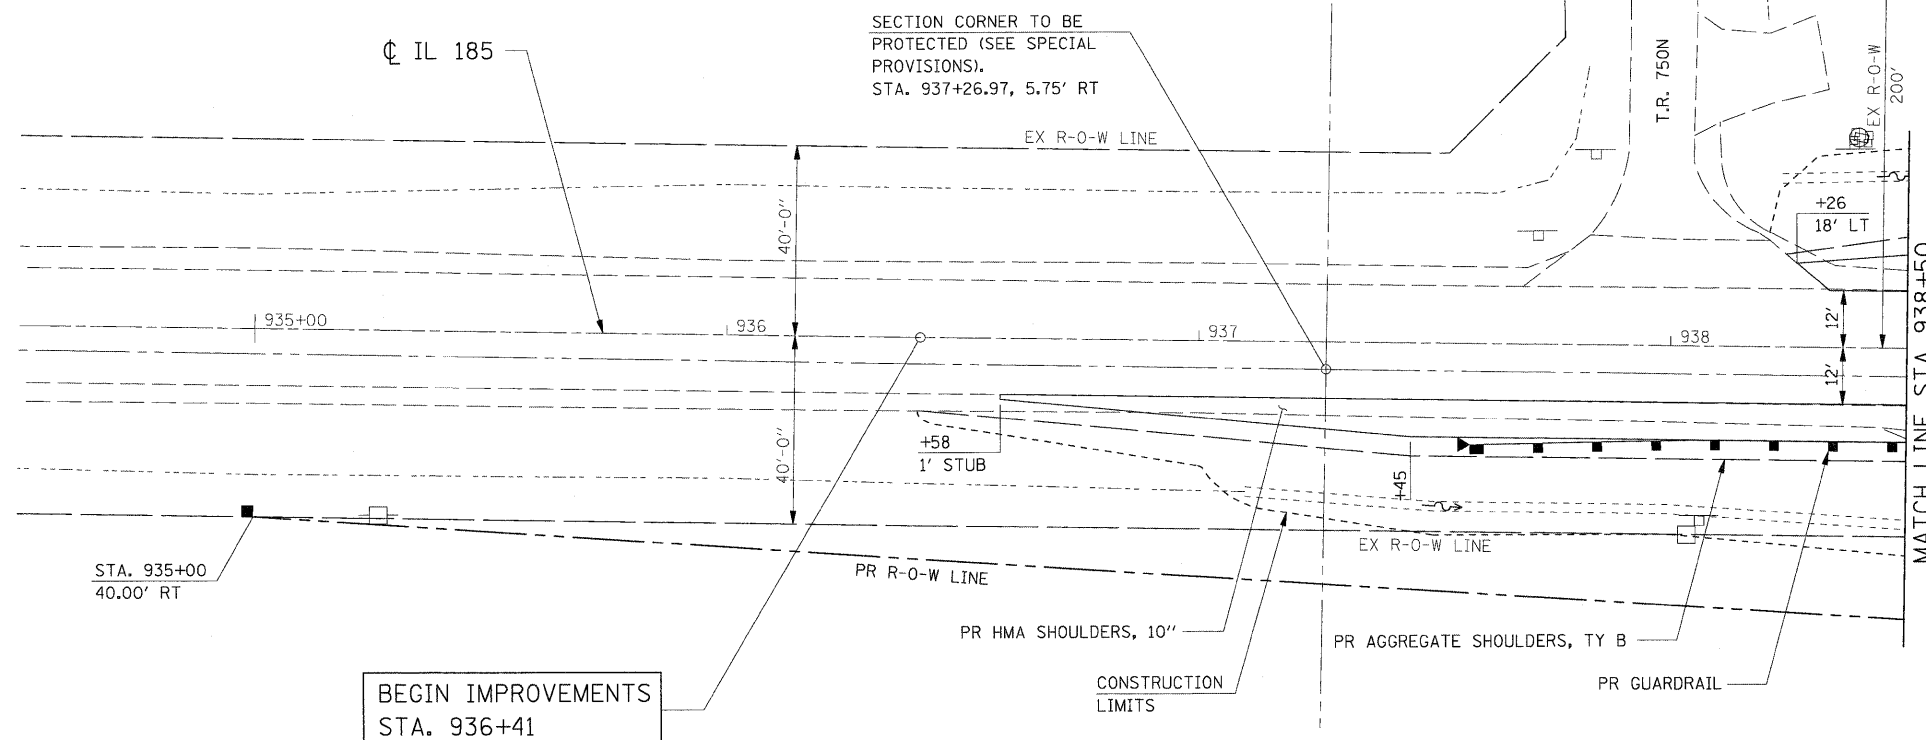 SECTION CORNER TO BE
PROTECTED (SEE SPECIAL
PROVISIONS).
STA. 937+26.97, 5.75' RT
℄ IL 185
T.R. 750N
EX R-O-W
200'
EX R-O-W LINE
40'-0"
+26
18' LT
935+00
936
937
938
12'
12'
MATCH LINE STA. 938+50
40'-0"
+58
1' STUB
+45
EX R-O-W LINE
STA. 935+00
40.00' RT
PR R-O-W LINE
PR HMA SHOULDERS, 10"
PR AGGREGATE SHOULDERS, TY B
CONSTRUCTION
LIMITS
PR GUARDRAIL
BEGIN IMPROVEMENTS
STA. 936+41